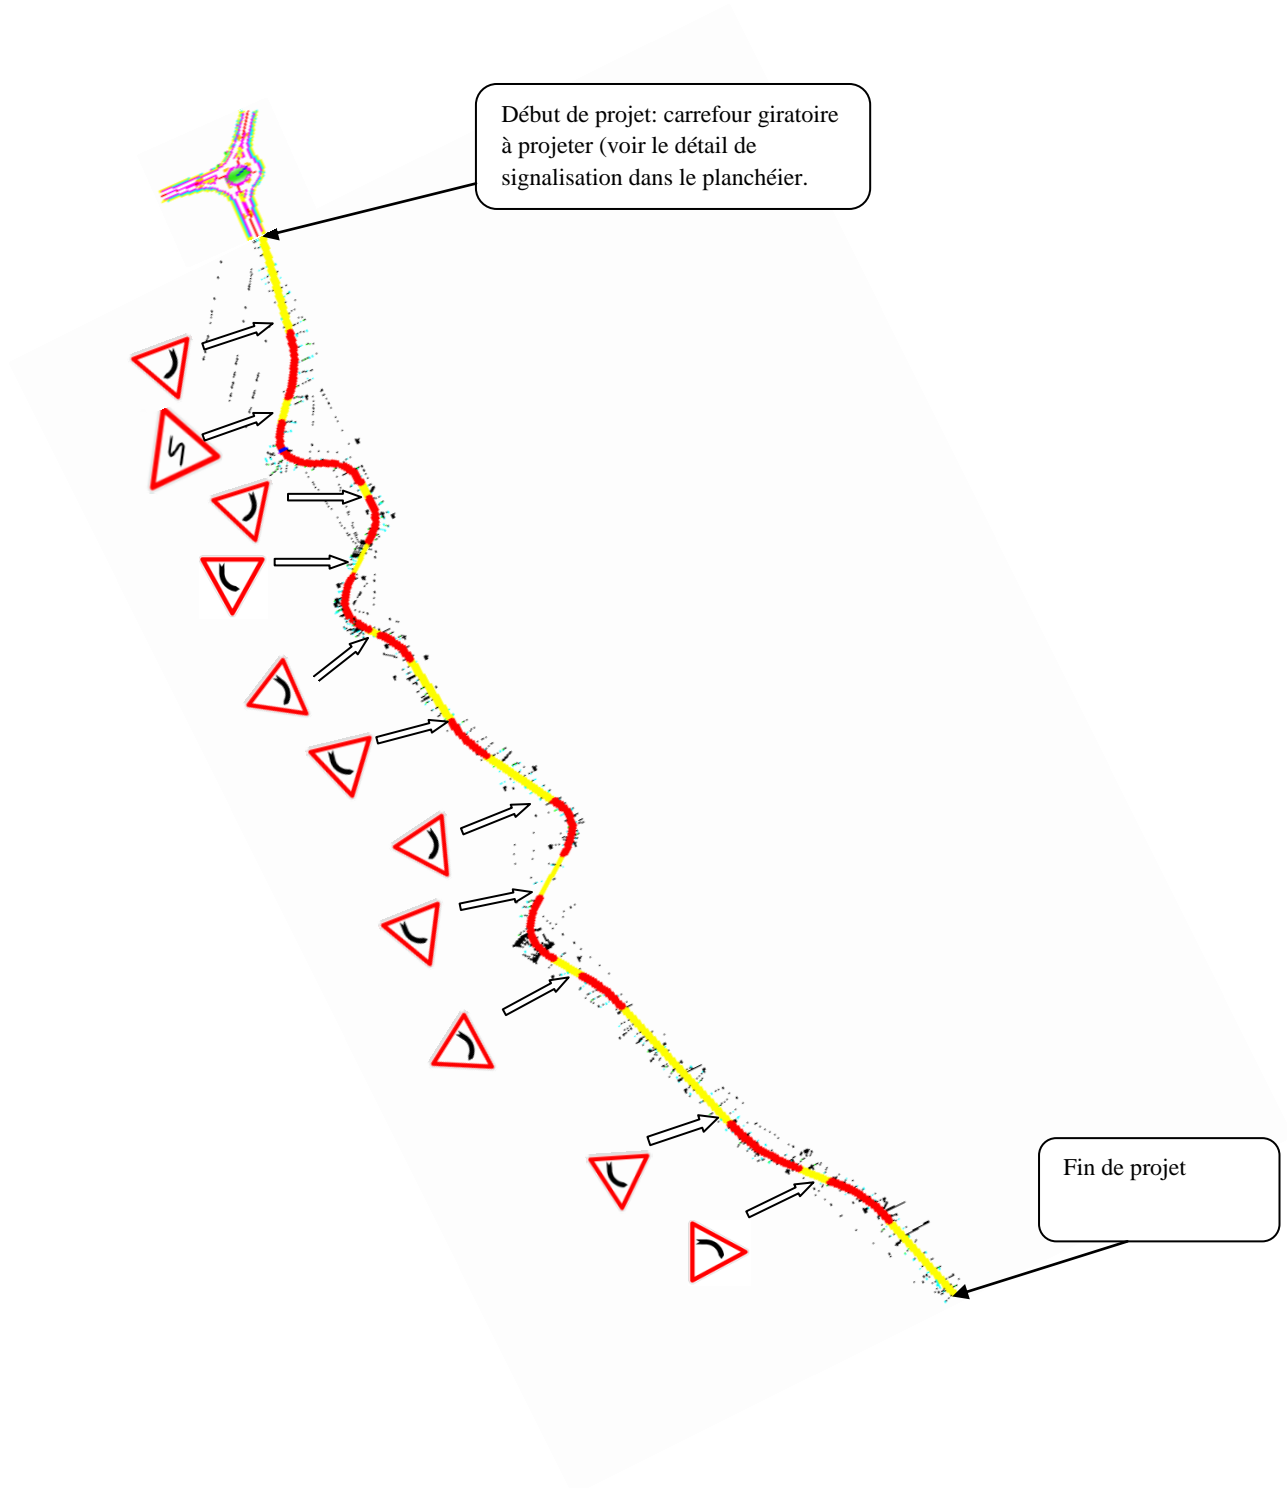 Début de projet: carrefour giratoire
à projeter (voir le détail de
signalisation dans le planchéier.
Fin de projet